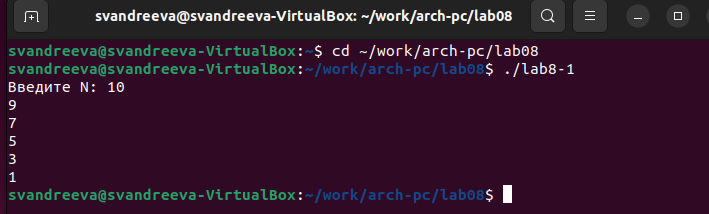 svandreeva@svandreeva-VirtualBox: ~/work/arch-pc/lab08
svandreeva@svandreeva-VirtualBox:~$ cd ~/work/arch-pc/lab08
svandreeva@svandreeva-VirtualBox:~/work/arch-pc/lab08$ ./lab8-1
Введите N: 10
9
7
5
3
1
svandreeva@svandreeva-VirtualBox:~/work/arch-pc/lab08$